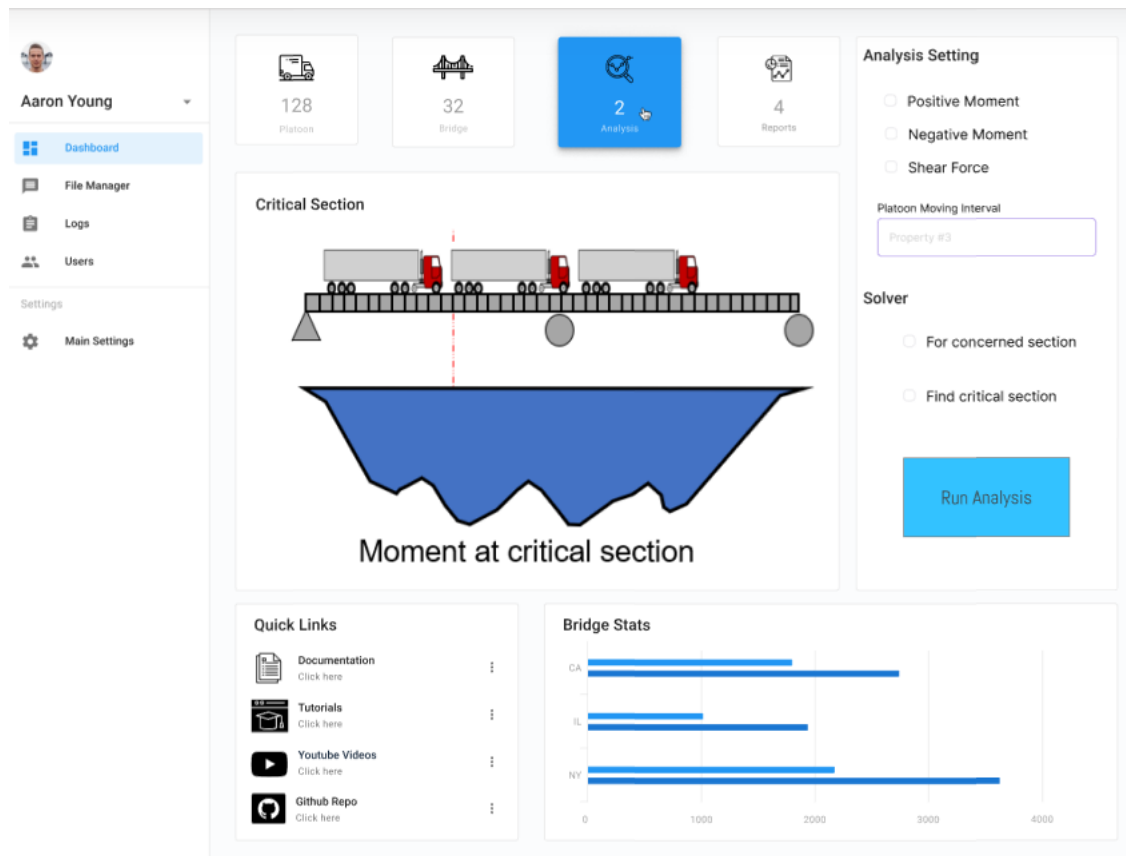 Aaron Young
Dashboard
File Manager
Logs
Users
Settings
Main Settings
128
Platoon
32
Bridge
2
Analysis
4
Reports
Critical Section
Moment at critical section
Analysis Setting
Positive Moment
Negative Moment
Shear Force
Platoon Moving Interval
Property #3
Solver
For concerned section
Find critical section
Run Analysis
Quick Links
Documentation
Click here
Tutorials
Click here
Youtube Videos
Click here
Github Repo
Click here
Bridge Stats
CA
IL
NY
0 1000 2000 3000 4000